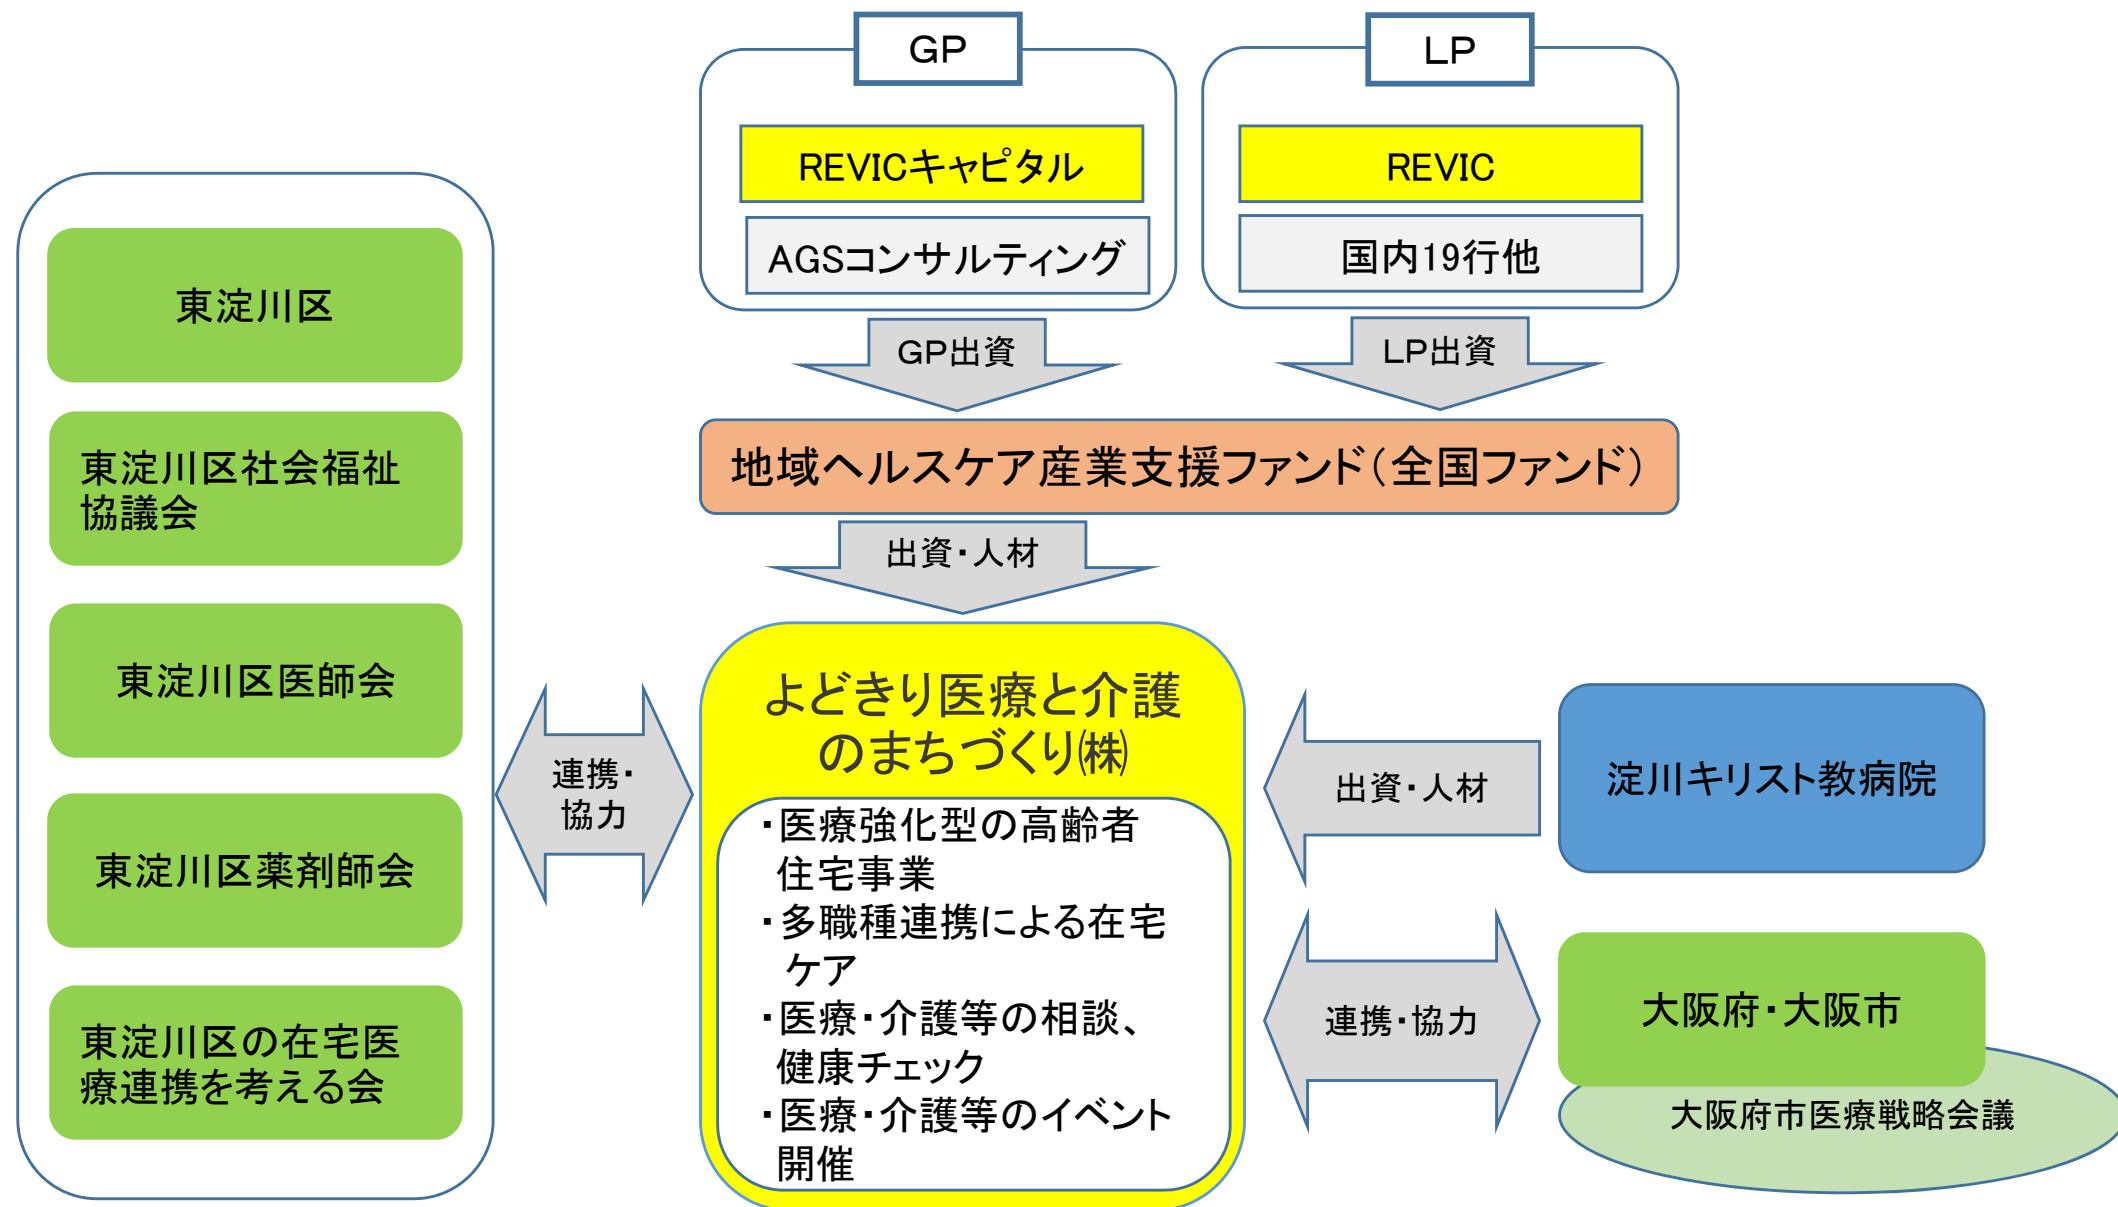 GP
LP
REVICキャピタル
REVIC
AGSコンサルティング
国内19行他
GP出資
LP出資
地域ヘルスケア産業支援ファンド(全国ファンド)
出資・人材
東淀川区
東淀川区社会福祉
協議会
東淀川区医師会
東淀川区薬剤師会
東淀川区の在宅医
療連携を考える会
連携・
協力
よどきり医療と介護
のまちづくり㈱
・医療強化型の高齢者
住宅事業
・多職種連携による在宅
ケア
・医療・介護等の相談、
健康チェック
・医療・介護等のイベント
開催
出資・人材
淀川キリスト教病院
連携・協力
大阪府・大阪市
大阪府市医療戦略会議